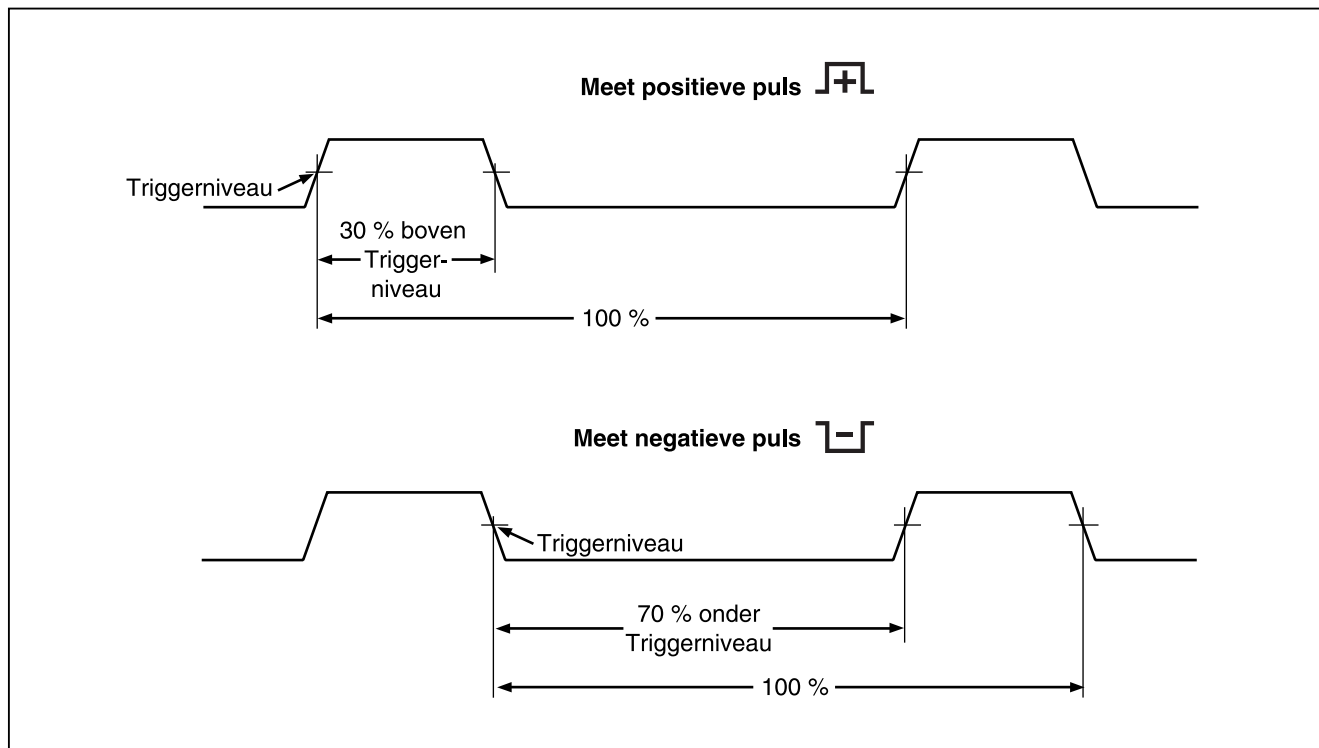 Meet positieve puls +
Triggerniveau
30 % boven
Trigger-
niveau
100 %
Meet negatieve puls −
Triggerniveau
70 % onder
Triggerniveau
100 %